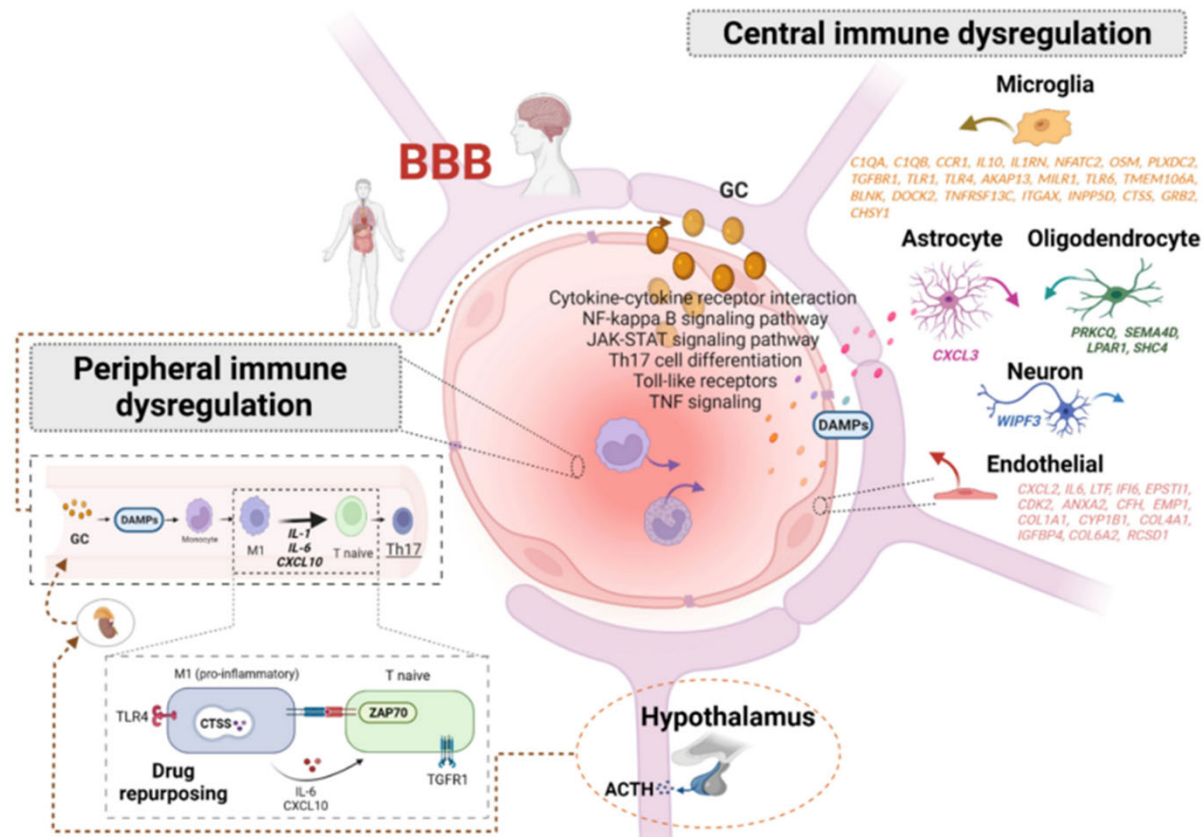 Central immune dysregulation
Microglia
C1QA, C1QB, CCR1, IL10, IL1RN, NFATC2, OSM, PLXDC2,
TGFBR1, TLR1, TLR4, AKAP13, MILR1, TLR6, TMEM106A,
BLNK, DOCK2, TNFRSF13C, ITGAX, INPP5D, CTSS, GRB2,
CHSY1
BBB
GC
Astrocyte
CXCL3
Oligodendrocyte
PRKCQ, SEMA4D,
LPAR1, SHC4
Neuron
WIPF3
Endothelial
CXCL2, IL6, LTF, IFI6, EPSTI1,
CDK2, ANXA2, CFH, EMP1,
COL1A1, CYP1B1, COL4A1,
IGFBP4, COL6A2, RCSD1
Cytokine-cytokine receptor interaction
NF-kappa B signaling pathway
JAK-STAT signaling pathway
Th17 cell differentiation
Toll-like receptors
TNF signaling
DAMPs
Peripheral immune
dysregulation
GC
DAMPs
Monocyte
M1
IL-1
IL-6
CXCL10
T naive
Th17
M1 (pro-inflammatory)
T naive
TLR4
CTSS
ZAP70
Drug
repurposing
IL-6
CXCL10
TGFR1
Hypothalamus
ACTH